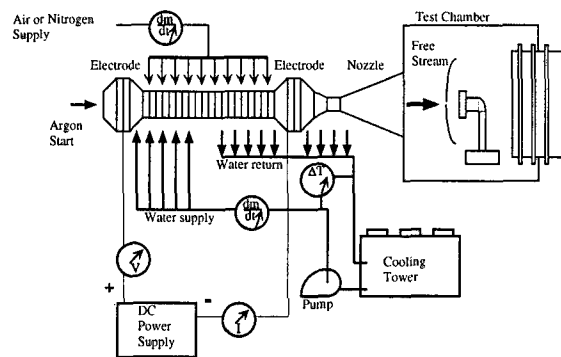 Air or Nitrogen
Supply
dm
dt
Test Chamber
Electrode
Electrode
Nozzle
Free
Stream
Argon
Start
Water return
ΔT
Water supply
dm
dt
V
+
-
I
Pump
Cooling
Tower
DC
Power
Supply